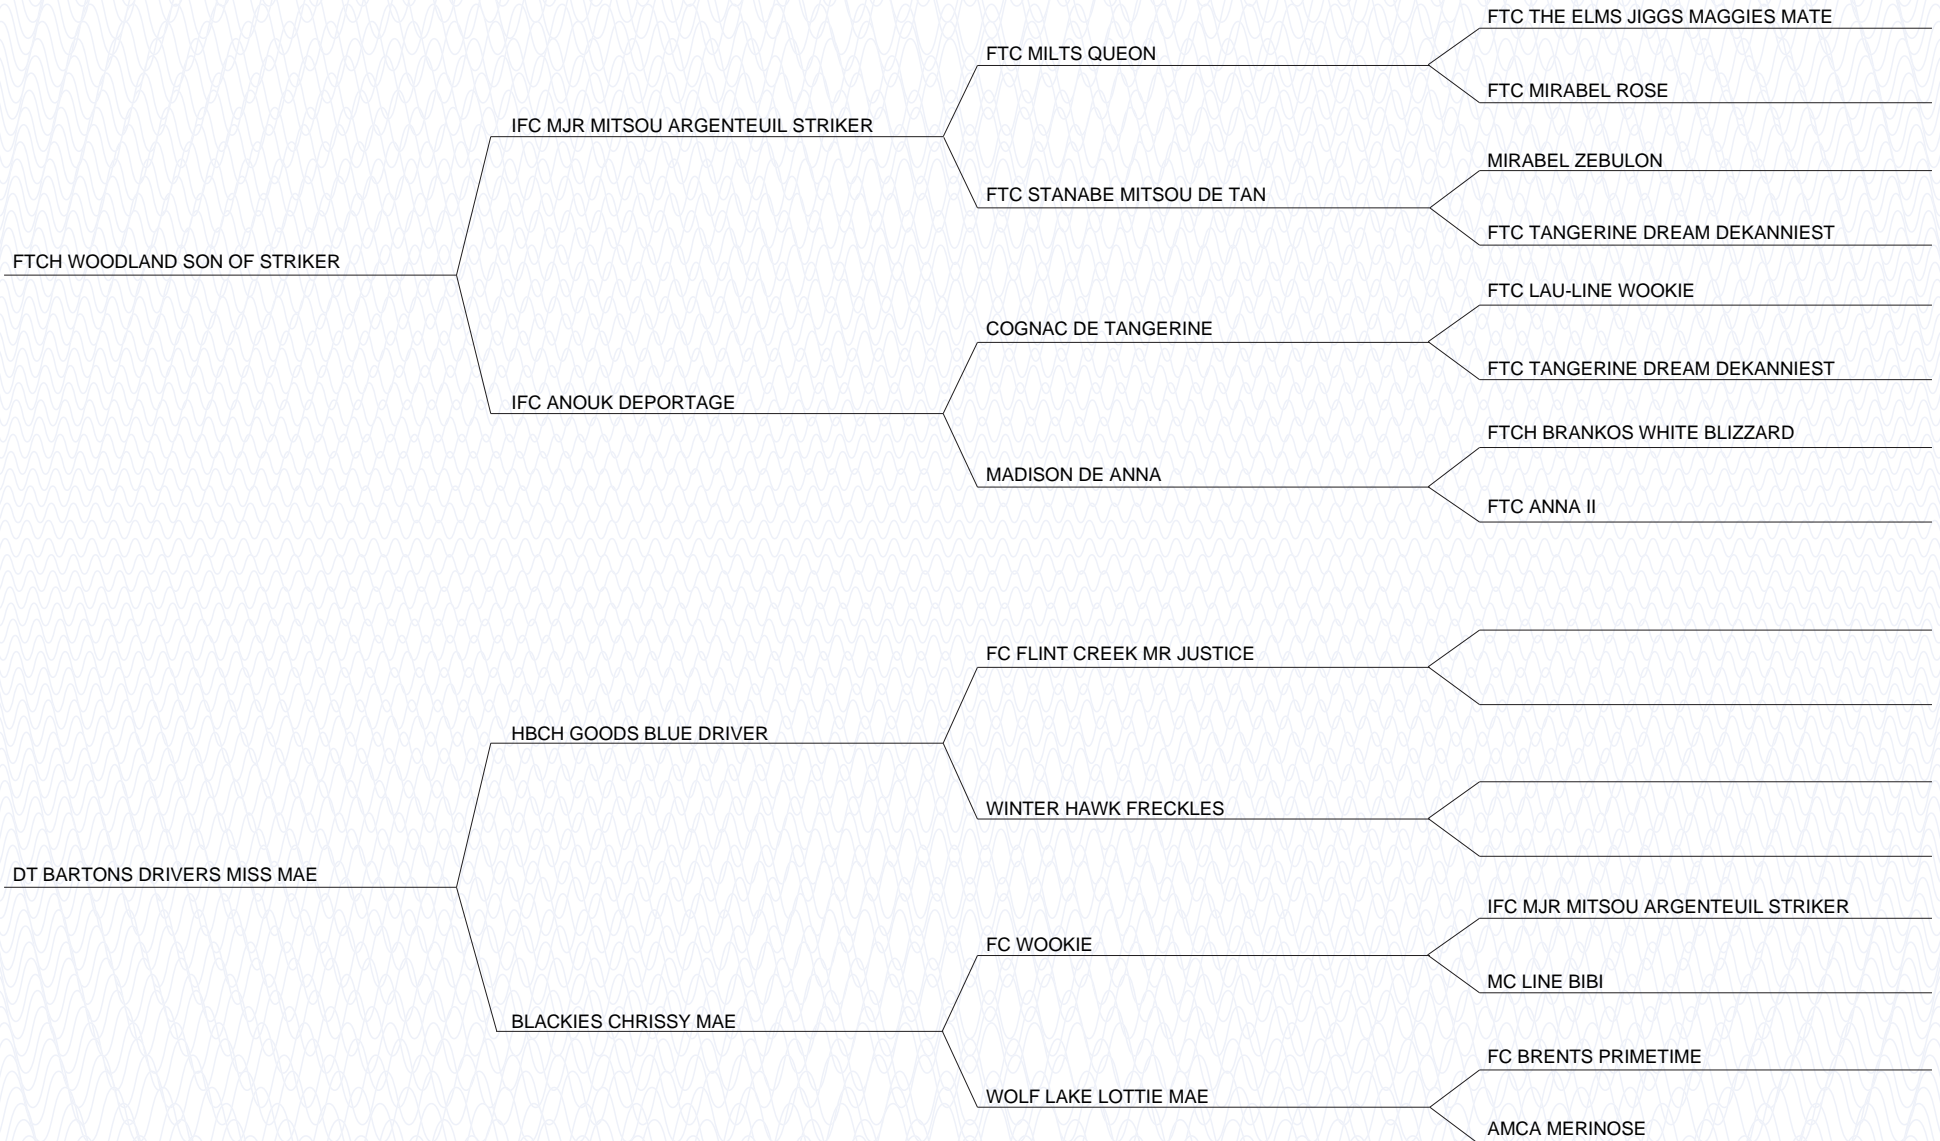 FTC THE ELMS JIGGS MAGGIES MATE
FTC MILTS QUEON
FTC MIRABEL ROSE
IFC MJR MITSOU ARGENTEUIL STRIKER
MIRABEL ZEBULON
FTC STANABE MITSOU DE TAN
FTC TANGERINE DREAM DEKANNIEST
FTCH WOODLAND SON OF STRIKER
FTC LAU-LINE WOOKIE
COGNAC DE TANGERINE
FTC TANGERINE DREAM DEKANNIEST
IFC ANOUK DEPORTAGE
FTCH BRANKOS WHITE BLIZZARD
MADISON DE ANNA
FTC ANNA II
FC FLINT CREEK MR JUSTICE
HBCH GOODS BLUE DRIVER
WINTER HAWK FRECKLES
DT BARTONS DRIVERS MISS MAE
IFC MJR MITSOU ARGENTEUIL STRIKER
FC WOOKIE
MC LINE BIBI
BLACKIES CHRISSY MAE
FC BRENTS PRIMETIME
WOLF LAKE LOTTIE MAE
AMCA MERINOSE